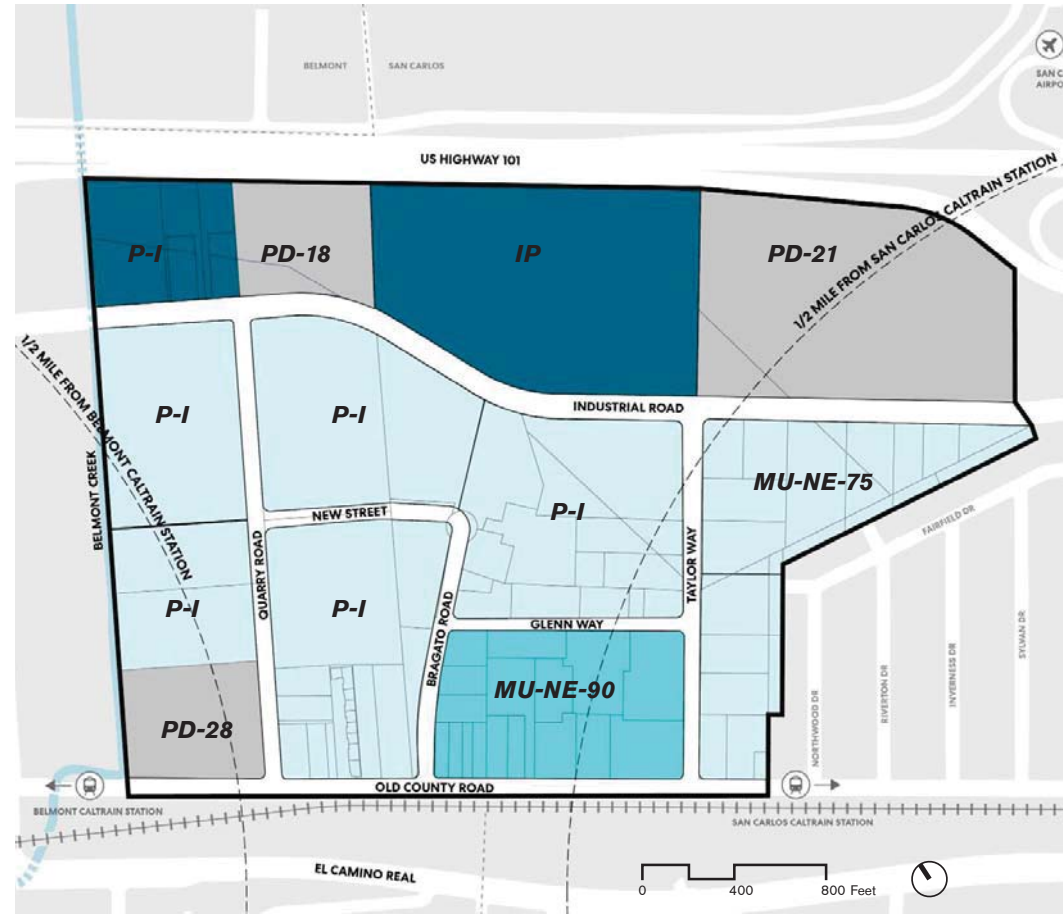 BELMONT
SAN CARLOS
SAN C
AIRPO
US HIGHWAY 101
1/2 MILE FROM SAN CARLOS CALTRAIN STATION
P-I
PD-18
IP
PD-21
1/2 MILE FROM BELMONT CALTRAIN STATION
INDUSTRIAL ROAD
P-I
P-I
MU-NE-75
BELMONT CREEK
NEW STREET
P-I
FAIRFIELD DR
QUARRY ROAD
TAYLOR WAY
P-I
P-I
BRAGATO ROAD
GLENN WAY
MU-NE-90
PD-28
NORTHWOOD DR
RIVERTON DR
INVERNESS DR
SYLVAN DR
OLD COUNTY ROAD
BELMONT CALTRAIN STATION
SAN CARLOS CALTRAIN STATION
EL CAMINO REAL
0 400 800 Feet